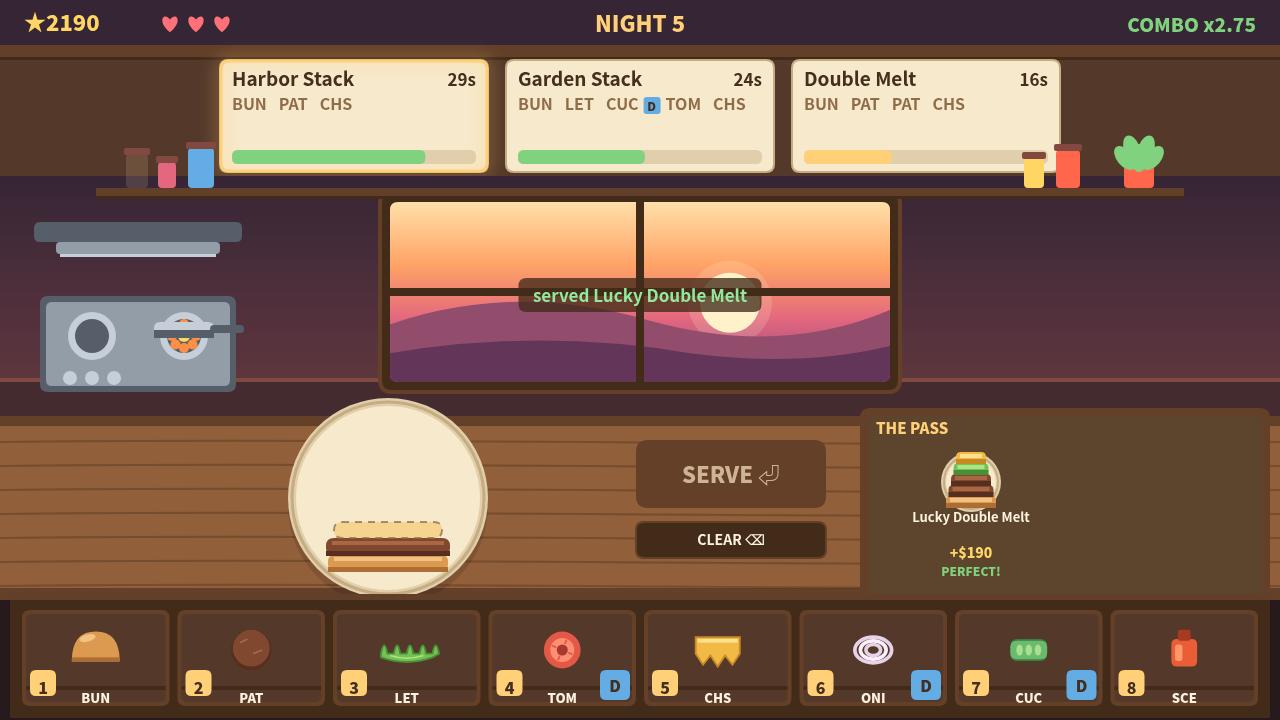 ★2190
NIGHT 5
COMBO x2.75
Harbor Stack 29s
BUN PAT CHS
Garden Stack 24s
BUN LET CUC D TOM CHS
Double Melt 16s
BUN PAT PAT CHS
served Lucky Double Melt
SERVE ⏎
CLEAR ⌫
THE PASS
Lucky Double Melt
+$190
PERFECT!
1 BUN
2 PAT
3 LET
4 TOM D
5 CHS
6 ONI D
7 CUC D
8 SCE